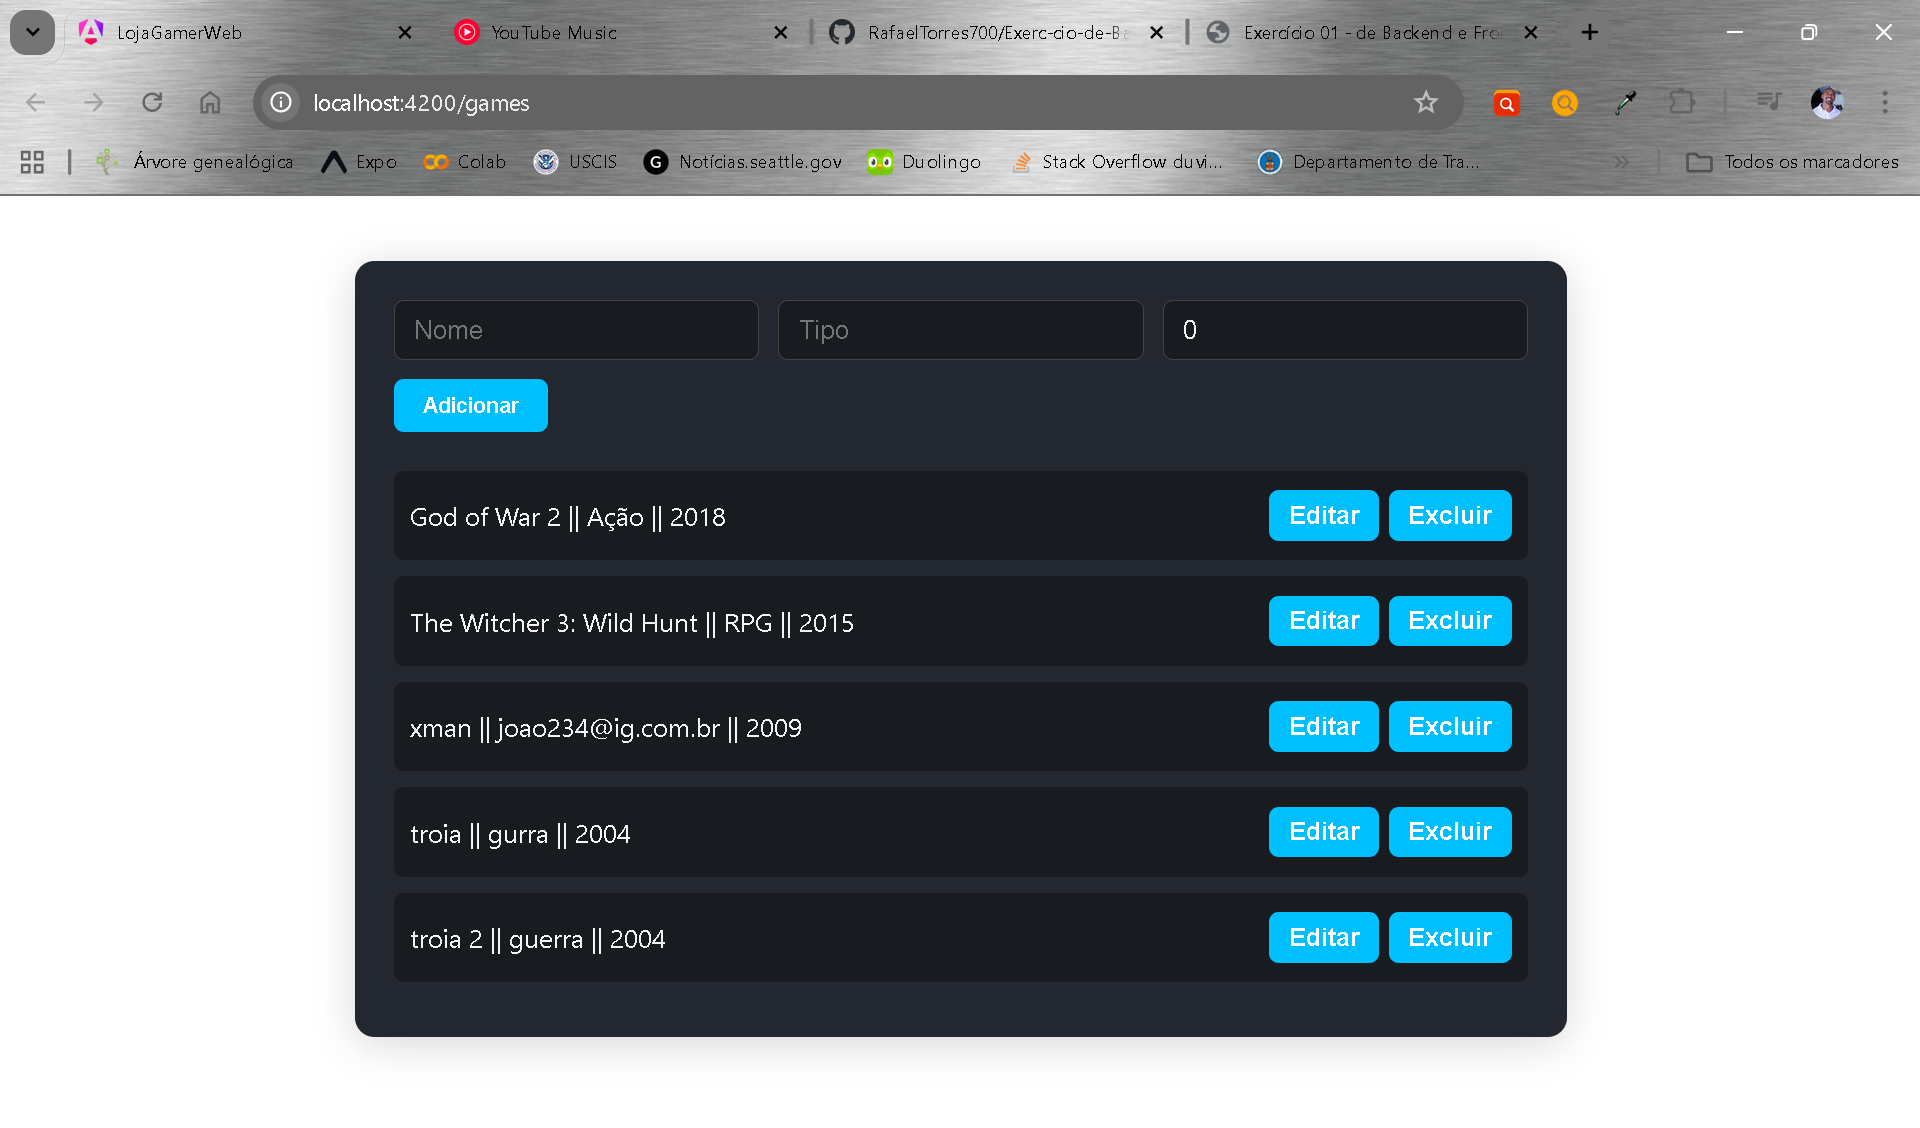 LojaGamerWeb
YouTube Music
RafaelTorres700/Exerc-cio-de-Ba
Exercício 01 - de Backend e Fro
localhost:4200/games
Árvore genealógica
Expo
Colab
USCIS
G
Notícias.seattle.gov
Duolingo
Stack Overflow duvi...
Departamento de Tra...
Todos os marcadores
Nome
Tipo
0
Adicionar
God of War 2 || Ação || 2018
Editar
Excluir
The Witcher 3: Wild Hunt || RPG || 2015
Editar
Excluir
xman || joao234@ig.com.br || 2009
Editar
Excluir
troia || gurra || 2004
Editar
Excluir
troia 2 || guerra || 2004
Editar
Excluir